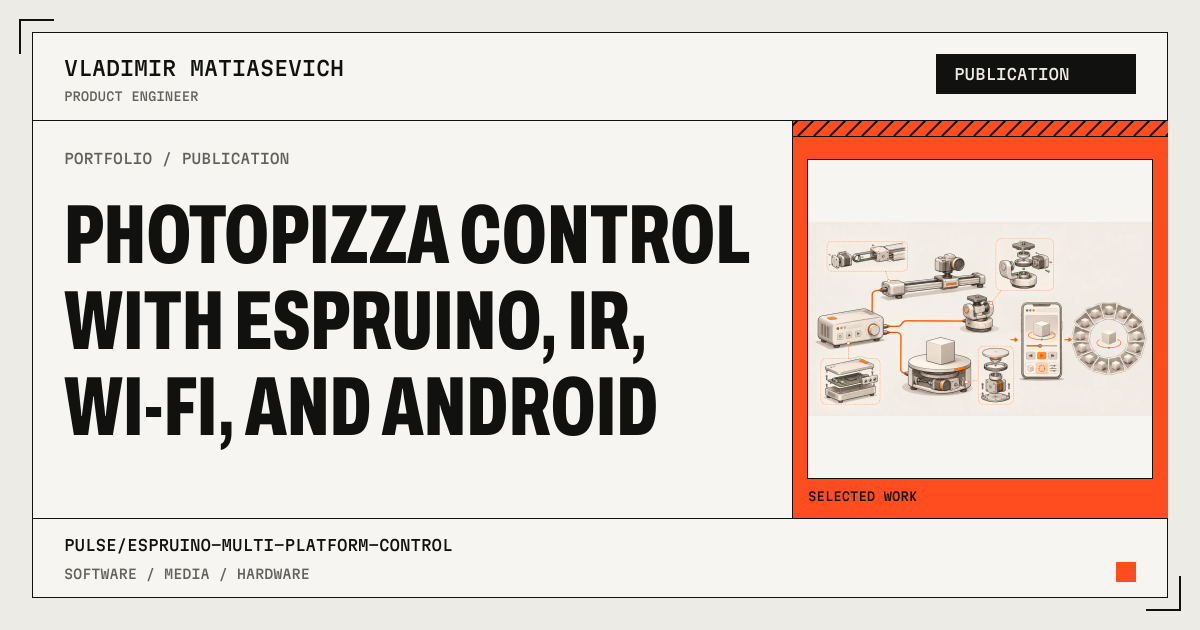 VLADIMIR MATIASEVICH
PRODUCT ENGINEER
PUBLICATION
PORTFOLIO / PUBLICATION
PHOTOPIZZA CONTROL
WITH ESPRUINO, IR,
WI-FI, AND ANDROID
SELECTED WORK
PULSE/ESPRUINO–MULTI–PLATFORM–CONTROL
SOFTWARE / MEDIA / HARDWARE